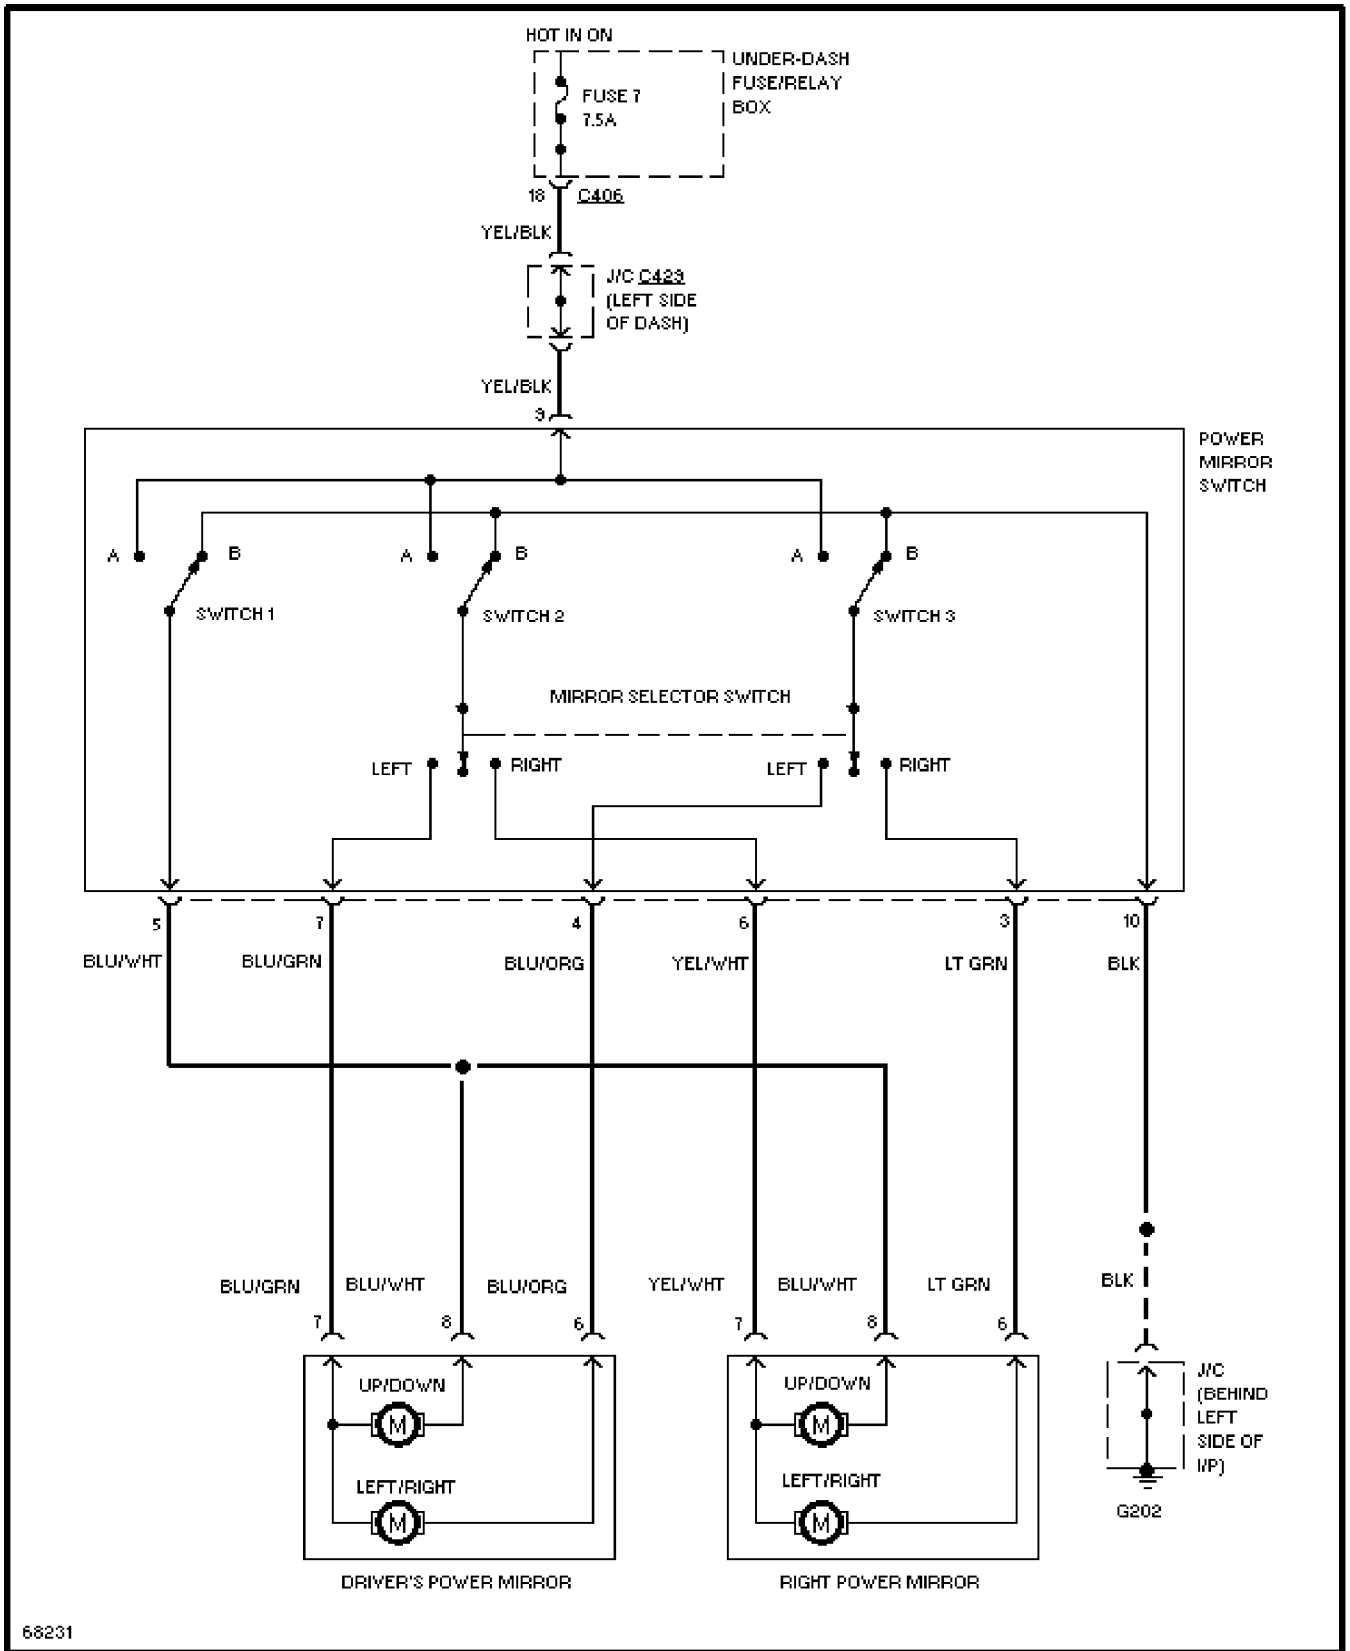 HOT IN ON
UNDER-DASH
FUSE/RELAY
BOX
FUSE 7
7.5A
18
C406
YEL/BLK
J/C C423
(LEFT SIDE
OF DASH)
YEL/BLK
9
POWER
MIRROR
SWITCH
A
B
A
B
A
B
SWITCH 1
SWITCH 2
SWITCH 3
MIRROR SELECTOR SWITCH
LEFT
RIGHT
LEFT
RIGHT
5
7
4
6
3
10
BLU/WHT
BLU/GRN
BLU/ORG
YEL/WHT
LT GRN
BLK
BLU/GRN
BLU/WHT
BLU/ORG
YEL/WHT
BLU/WHT
LT GRN
BLK
7
8
6
7
8
6
UP/DOWN
M
LEFT/RIGHT
M
UP/DOWN
M
LEFT/RIGHT
M
J/C
(BEHIND
LEFT
SIDE OF
I/P)
G202
DRIVER'S POWER MIRROR
RIGHT POWER MIRROR
68231